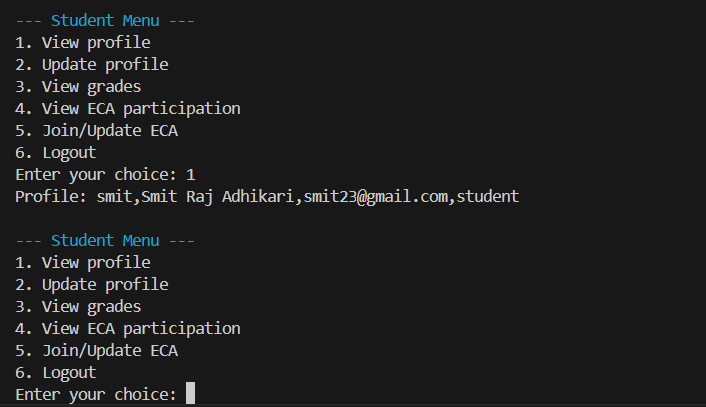 --- Student Menu ---
1. View profile
2. Update profile
3. View grades
4. View ECA participation
5. Join/Update ECA
6. Logout
Enter your choice: 1
Profile: smit,Smit Raj Adhikari,smit23@gmail.com,student
--- Student Menu ---
1. View profile
2. Update profile
3. View grades
4. View ECA participation
5. Join/Update ECA
6. Logout
Enter your choice: